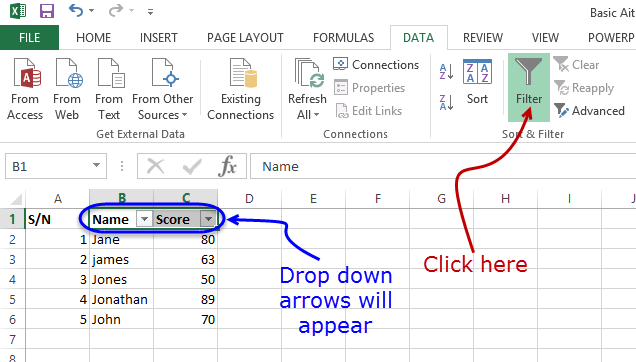 Basic Ait
FILE HOME INSERT PAGE LAYOUT FORMULAS DATA REVIEW VIEW POWE
From Access
From Web
From Text
From Other Sources
Existing Connections
Refresh All
Connections
Properties
Edit Links
Sort
Filter
Clear
Reapply
Advanced
Get External Data Connections Sort & Filter
B1 fx Name
A B C D E F G H I J
1 S/N Name Score
2 1 Jane 80
3 2 james 63
4 3 Jones 50
5 4 Jonathan 89
6 5 John 70
7
8
Click here
Drop down
arrows will
appear